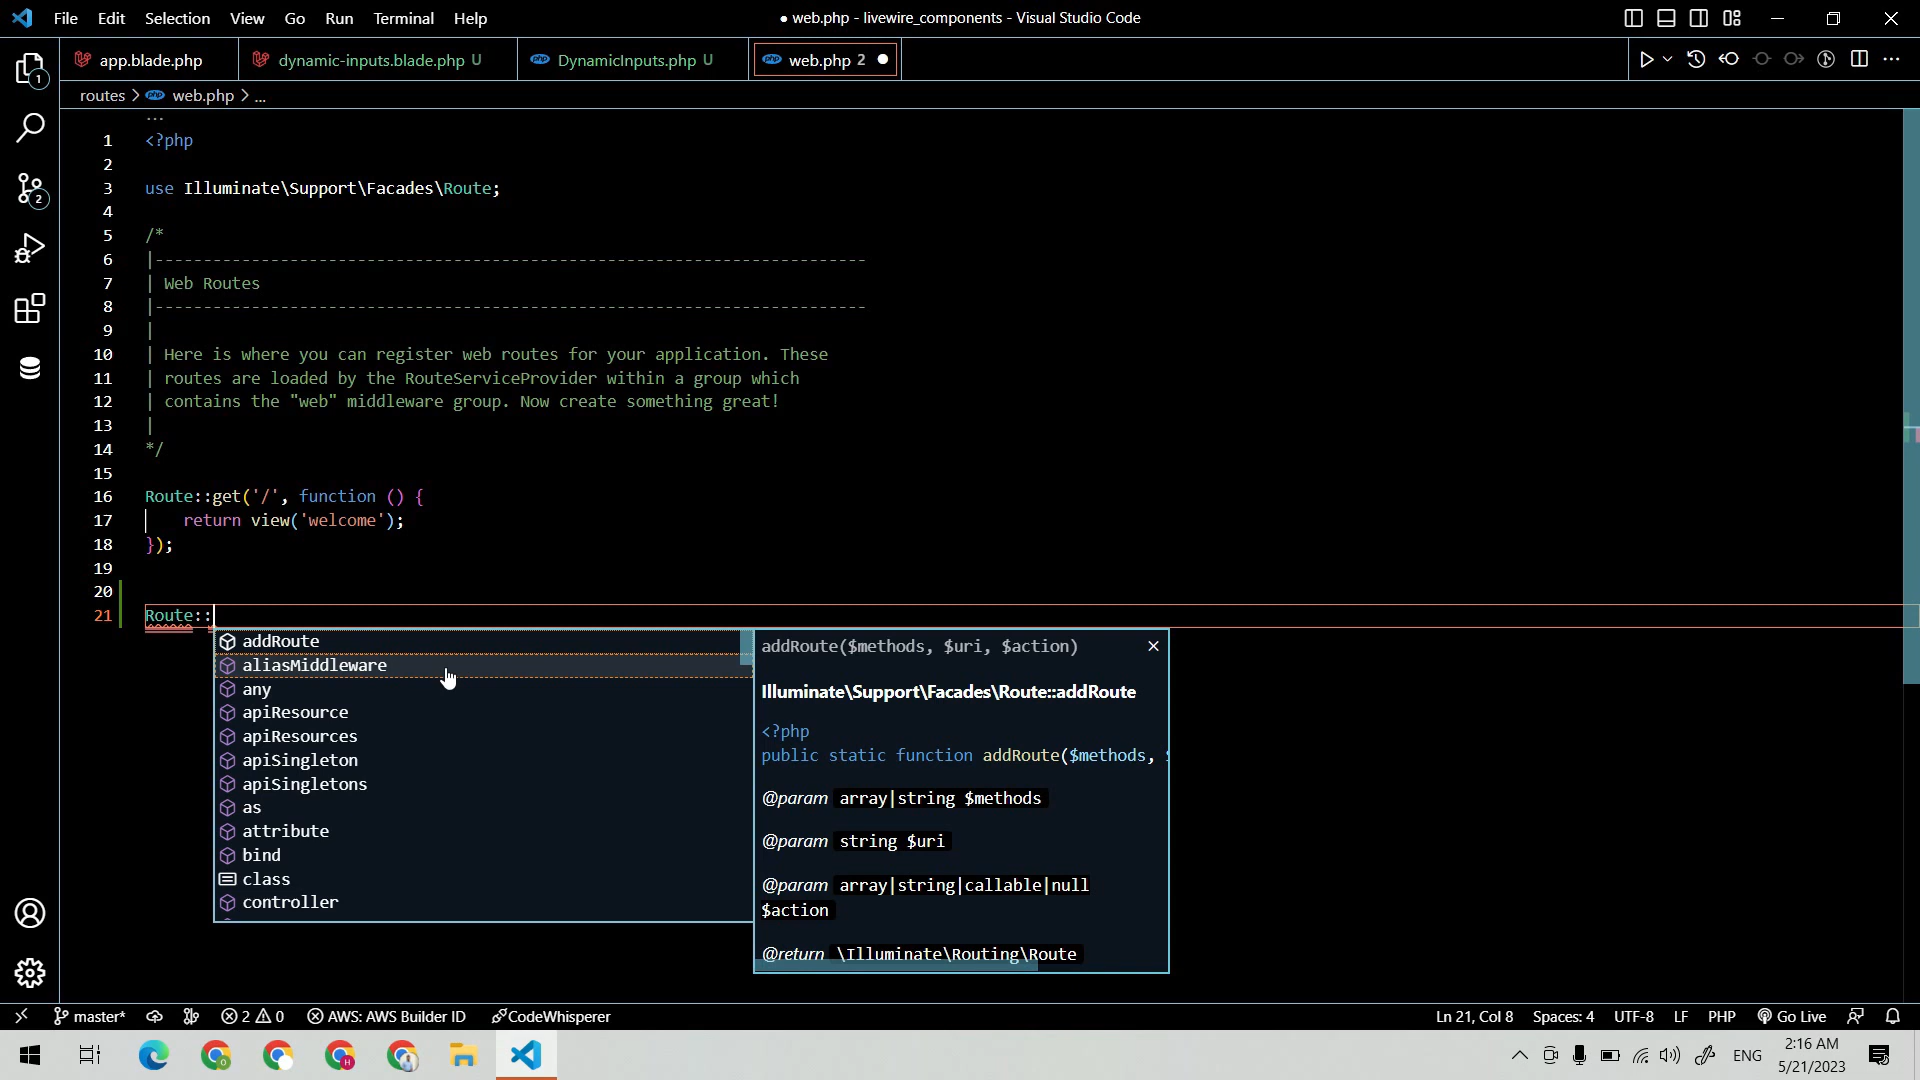 File Edit Selection View Go Run Terminal Help
● web.php - livewire_components - Visual Studio Code
app.blade.php
dynamic-inputs.blade.php U
DynamicInputs.php U
web.php 2
routes > web.php > ...
...
1 <?php
2
3 use Illuminate\Support\Facades\Route;
4
5 /*
6 |--------------------------------------------------------------------------
7 | Web Routes
8 |--------------------------------------------------------------------------
9 |
10 | Here is where you can register web routes for your application. These
11 | routes are loaded by the RouteServiceProvider within a group which
12 | contains the "web" middleware group. Now create something great!
13 |
14 */
15
16 Route::get('/', function () {
17 return view('welcome');
18 });
19
20
21 Route::
addRoute
aliasMiddleware
any
apiResource
apiResources
apiSingleton
apiSingletons
as
attribute
bind
class
controller
addRoute($methods, $uri, $action)
Illuminate\Support\Facades\Route::addRoute
<?php
public static function addRoute($methods,
@param array|string $methods
@param string $uri
@param array|string|callable|null
$action
@return \Illuminate\Routing\Route
1
2
master*
2 0
AWS: AWS Builder ID
CodeWhisperer
Ln 21, Col 8
Spaces: 4
UTF-8
LF
PHP
Go Live
ENG
2:16 AM
5/21/2023